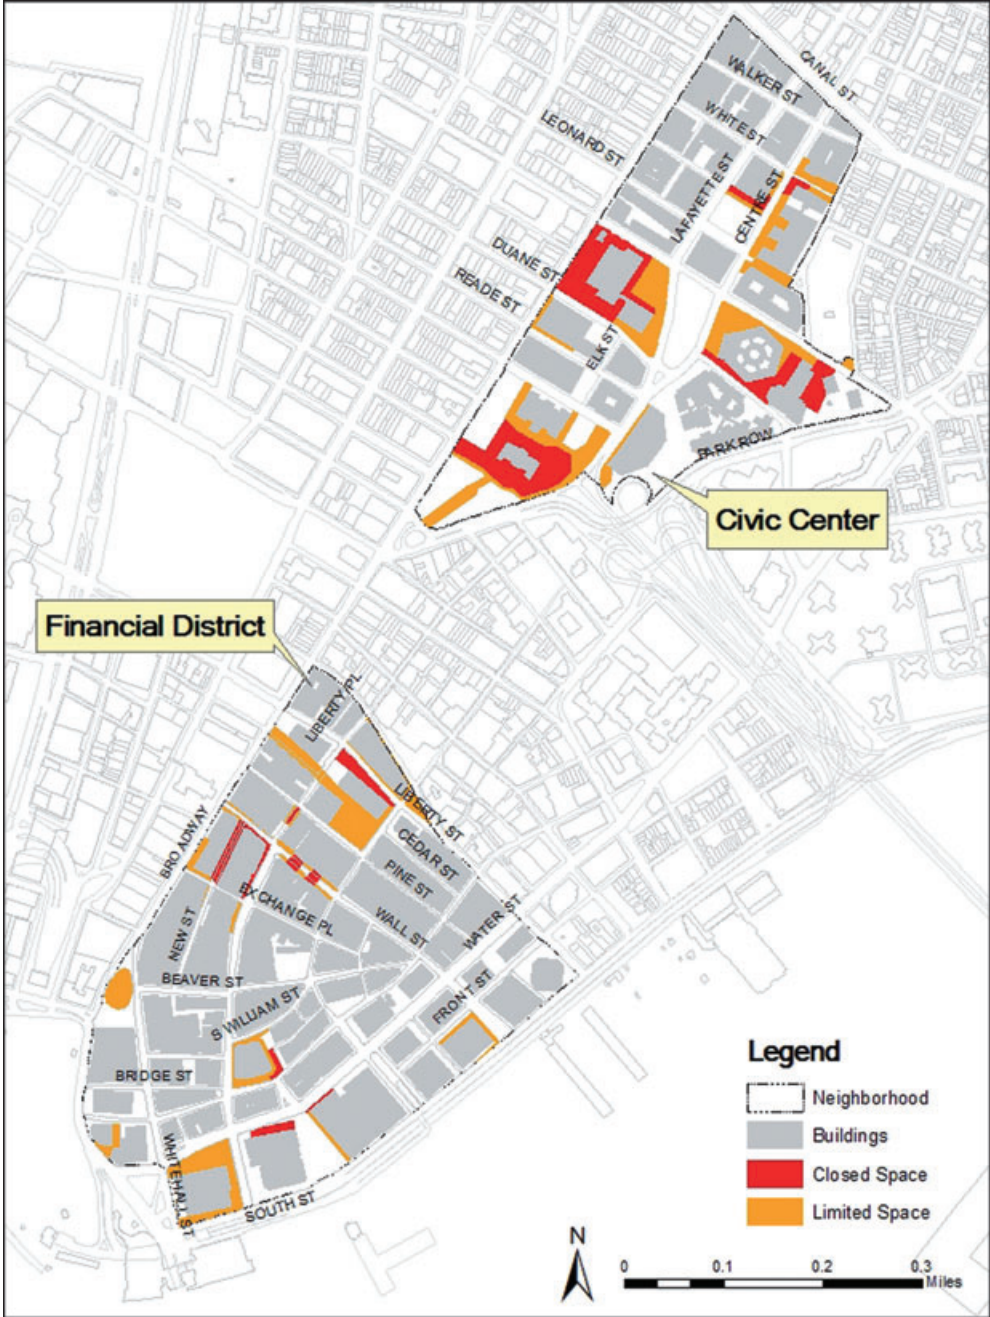 CANAL ST
WALKER ST
WHITE ST
LEONARD ST
LAFAYETTE ST
CENTRE ST
DUANE ST
READE ST
ELK ST
PARK ROW
Civic Center
Financial District
LIBERTY PL
LIBERTY ST
BROADWAY
CEDAR ST
PINE ST
EXCHANGE PL
WALL ST
WATER ST
NEW ST
BEAVER ST
S WILLIAM ST
FRONT ST
BRIDGE ST
WHITEHALL ST
SOUTH ST
Legend
Neighborhood
Buildings
Closed Space
Limited Space
N
0 0.1 0.2 0.3
Miles